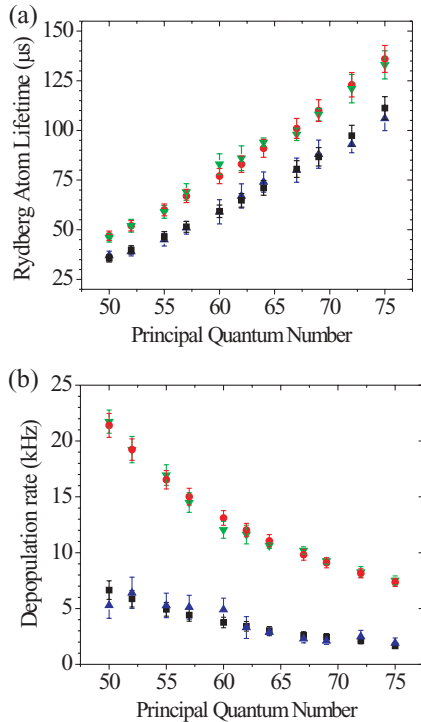 (a)
150
125
100
75
50
25
Rydberg Atom Lifetime (µs)
50 55 60 65 70 75
Principal Quantum Number
(b)
25
20
15
10
5
0
Depopulation rate (kHz)
50 55 60 65 70 75
Principal Quantum Number